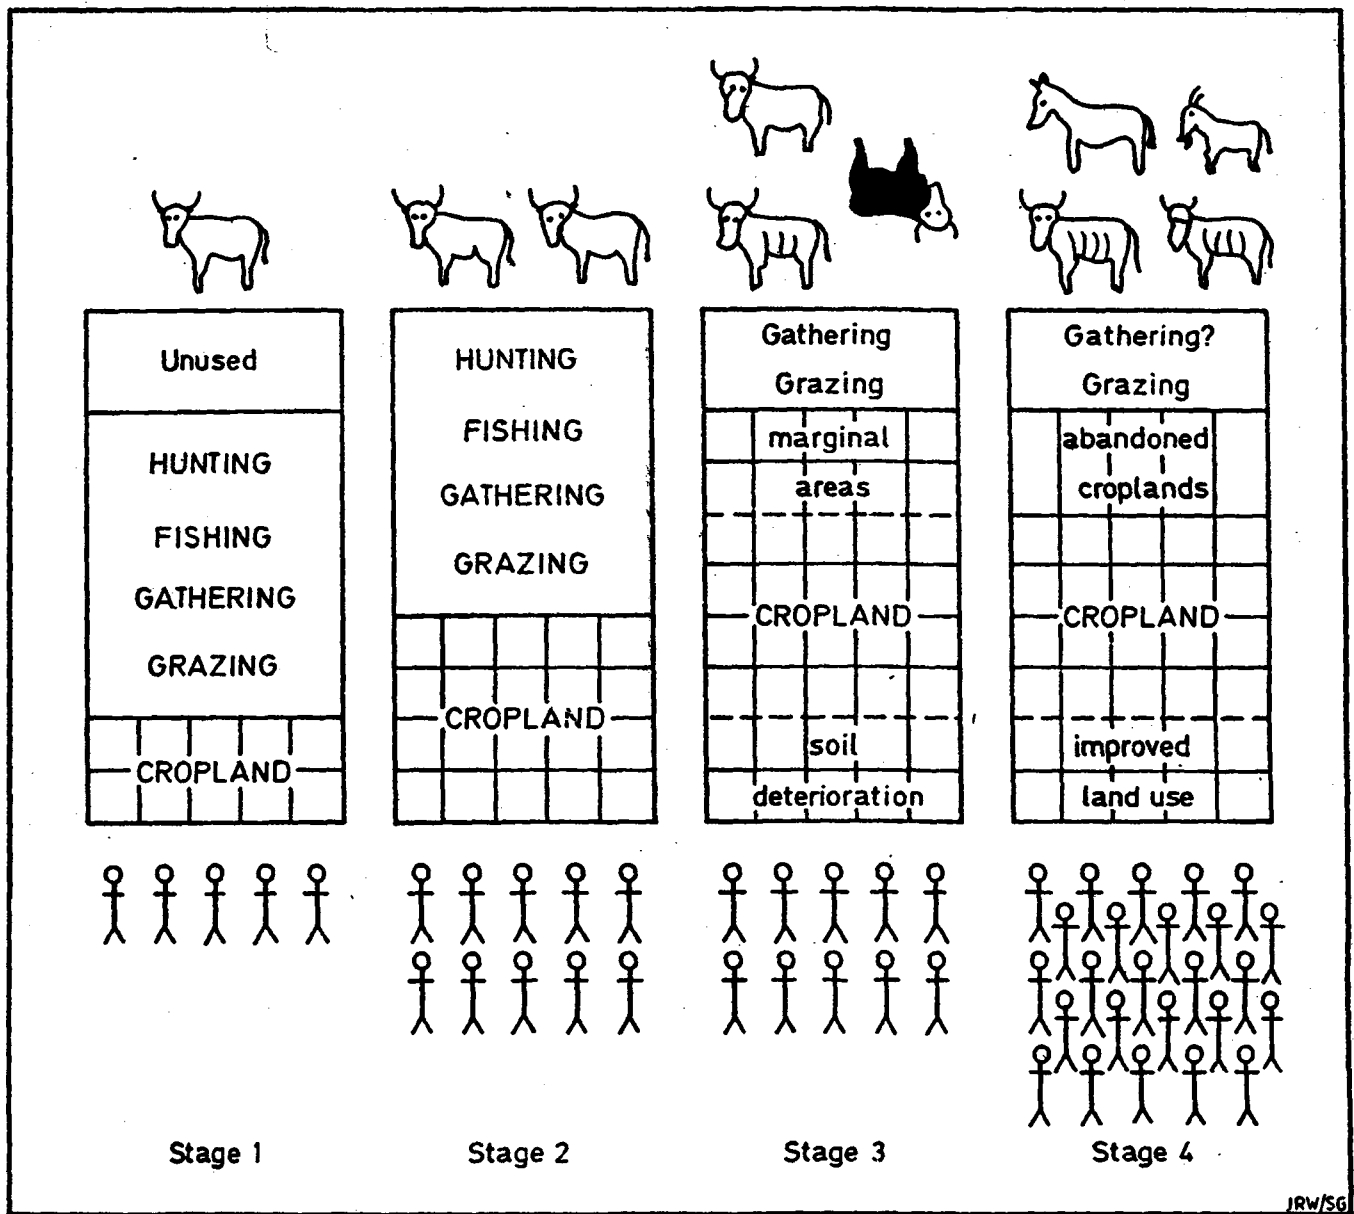 Unused
HUNTING
FISHING
GATHERING
GRAZING
CROPLAND
HUNTING
FISHING
GATHERING
GRAZING
CROPLAND
Gathering
Grazing
marginal
areas
CROPLAND
soil
deterioration
Gathering?
Grazing
abandoned
croplands
CROPLAND
improved
land use
Stage 1
Stage 2
Stage 3
Stage 4
JRW/SG